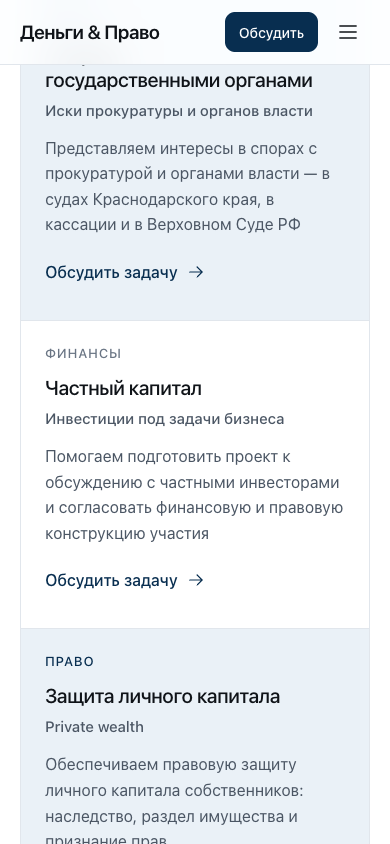 Деньги & Право
Обсудить
государственными органами
Иски прокуратуры и органов власти
Представляем интересы в спорах с
прокуратурой и органами власти — в
судах Краснодарского края, в
кассации и в Верховном Суде РФ
Обсудить задачу →
ФИНАНСЫ
Частный капитал
Инвестиции под задачи бизнеса
Помогаем подготовить проект к
обсуждению с частными инвесторами
и согласовать финансовую и правовую
конструкцию участия
Обсудить задачу →
ПРАВО
Защита личного капитала
Private wealth
Обеспечиваем правовую защиту
личного капитала собственников:
наследство, раздел имущества и
признание прав